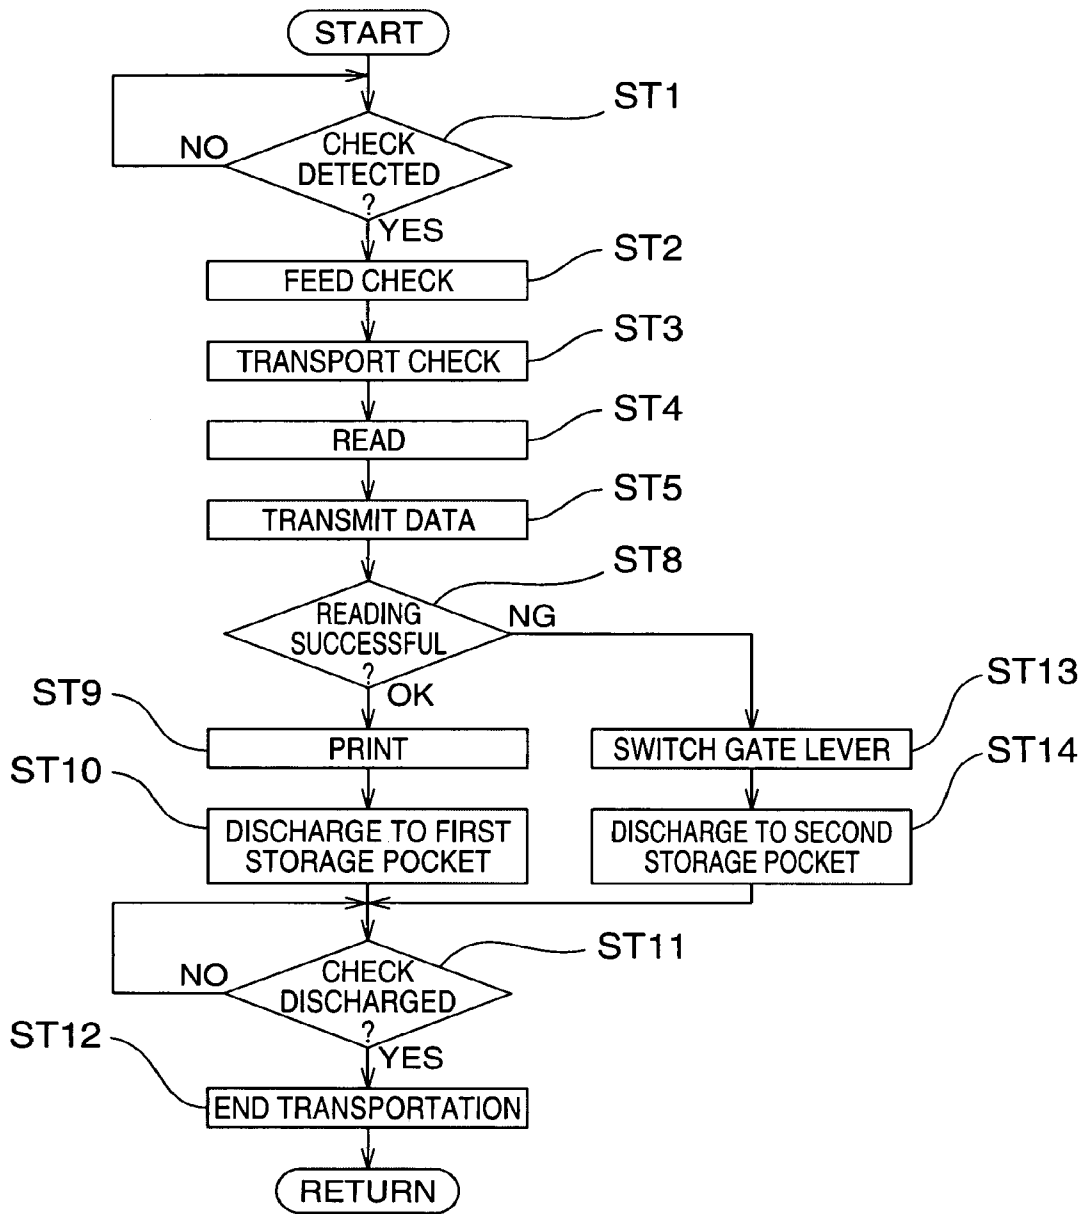 START
ST1
NO
CHECK
DETECTED
?
YES
ST2
FEED CHECK
ST3
TRANSPORT CHECK
ST4
READ
ST5
TRANSMIT DATA
ST8
READING
SUCCESSFUL
?
NG
OK
ST9
PRINT
ST13
SWITCH GATE LEVER
ST10
DISCHARGE TO FIRST
STORAGE POCKET
ST14
DISCHARGE TO SECOND
STORAGE POCKET
ST11
NO
CHECK
DISCHARGED
?
YES
ST12
END TRANSPORTATION
RETURN